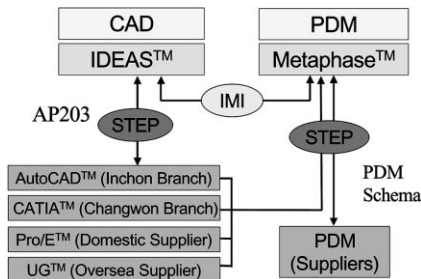 CAD
PDM
IDEAS™
Metaphase™
IMI
AP203
STEP
STEP
AutoCAD™ (Inchon Branch)
CATIA™ (Changwon Branch)
Pro/E™ (Domestic Supplier)
UG™ (Oversea Supplier)
PDM
Schema
PDM
(Suppliers)